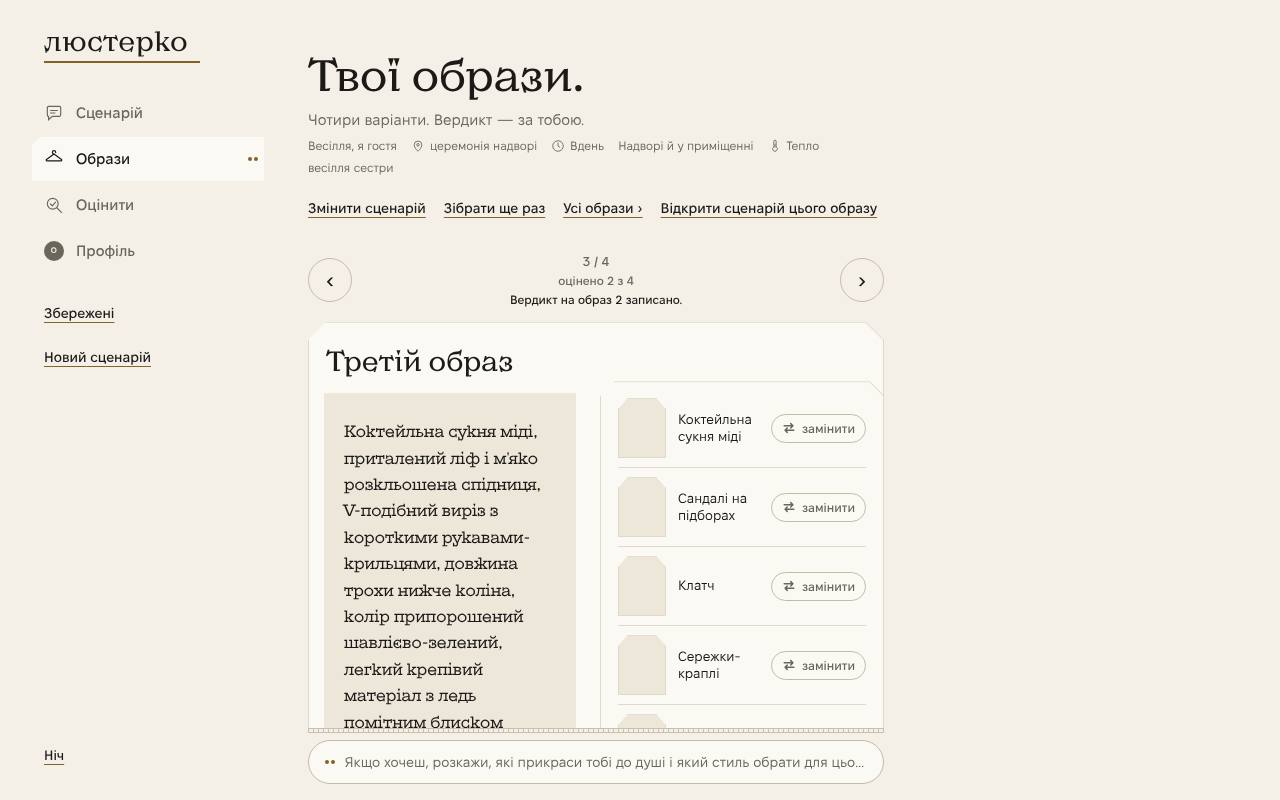 люстерко
Сценарій
Образи
Оцінити
О
Профіль
Збережені
Новий сценарій
Ніч
Твої образи.
Чотири варіанти. Вердикт — за тобою.
Весілля, я гостя церемонія надворі Вдень Надворі й у приміщенні Тепло
весілля сестри
Змінити сценарій Зібрати ще раз Усі образи › Відкрити сценарій цього образу
‹ 3 / 4 ›
оцінено 2 з 4
Вердикт на образ 2 записано.
Третій образ
Коктейльна сукня міді,
приталений ліф і м'яко
розкльошена спідниця,
V-подібний виріз з
короткими рукавами-
крильцями, довжина
трохи нижче коліна,
колір припорошений
шавлієво-зелений,
легкий крепівий
матеріал з ледь
помітним блиском
Коктейльна
сукня міді
замінити
Сандалі на
підборах
замінити
Клатч
замінити
Сережки-
краплі
замінити
Якщо хочеш, розкажи, які прикраси тобі до душі і який стиль обрати для цьо...